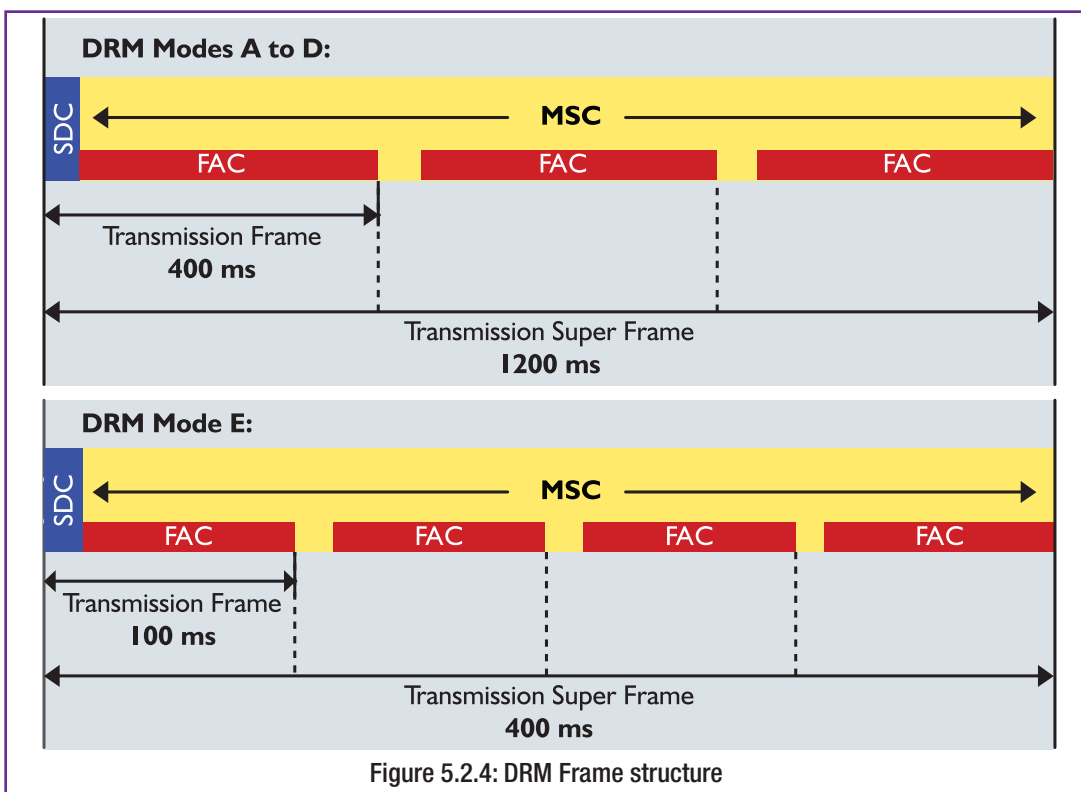 DRM Modes A to D:
SDC
MSC
FAC FAC FAC
Transmission Frame
400 ms
Transmission Super Frame
1200 ms
DRM Mode E:
SDC
MSC
FAC FAC FAC FAC
Transmission Frame
100 ms
Transmission Super Frame
400 ms
Figure 5.2.4: DRM Frame structure